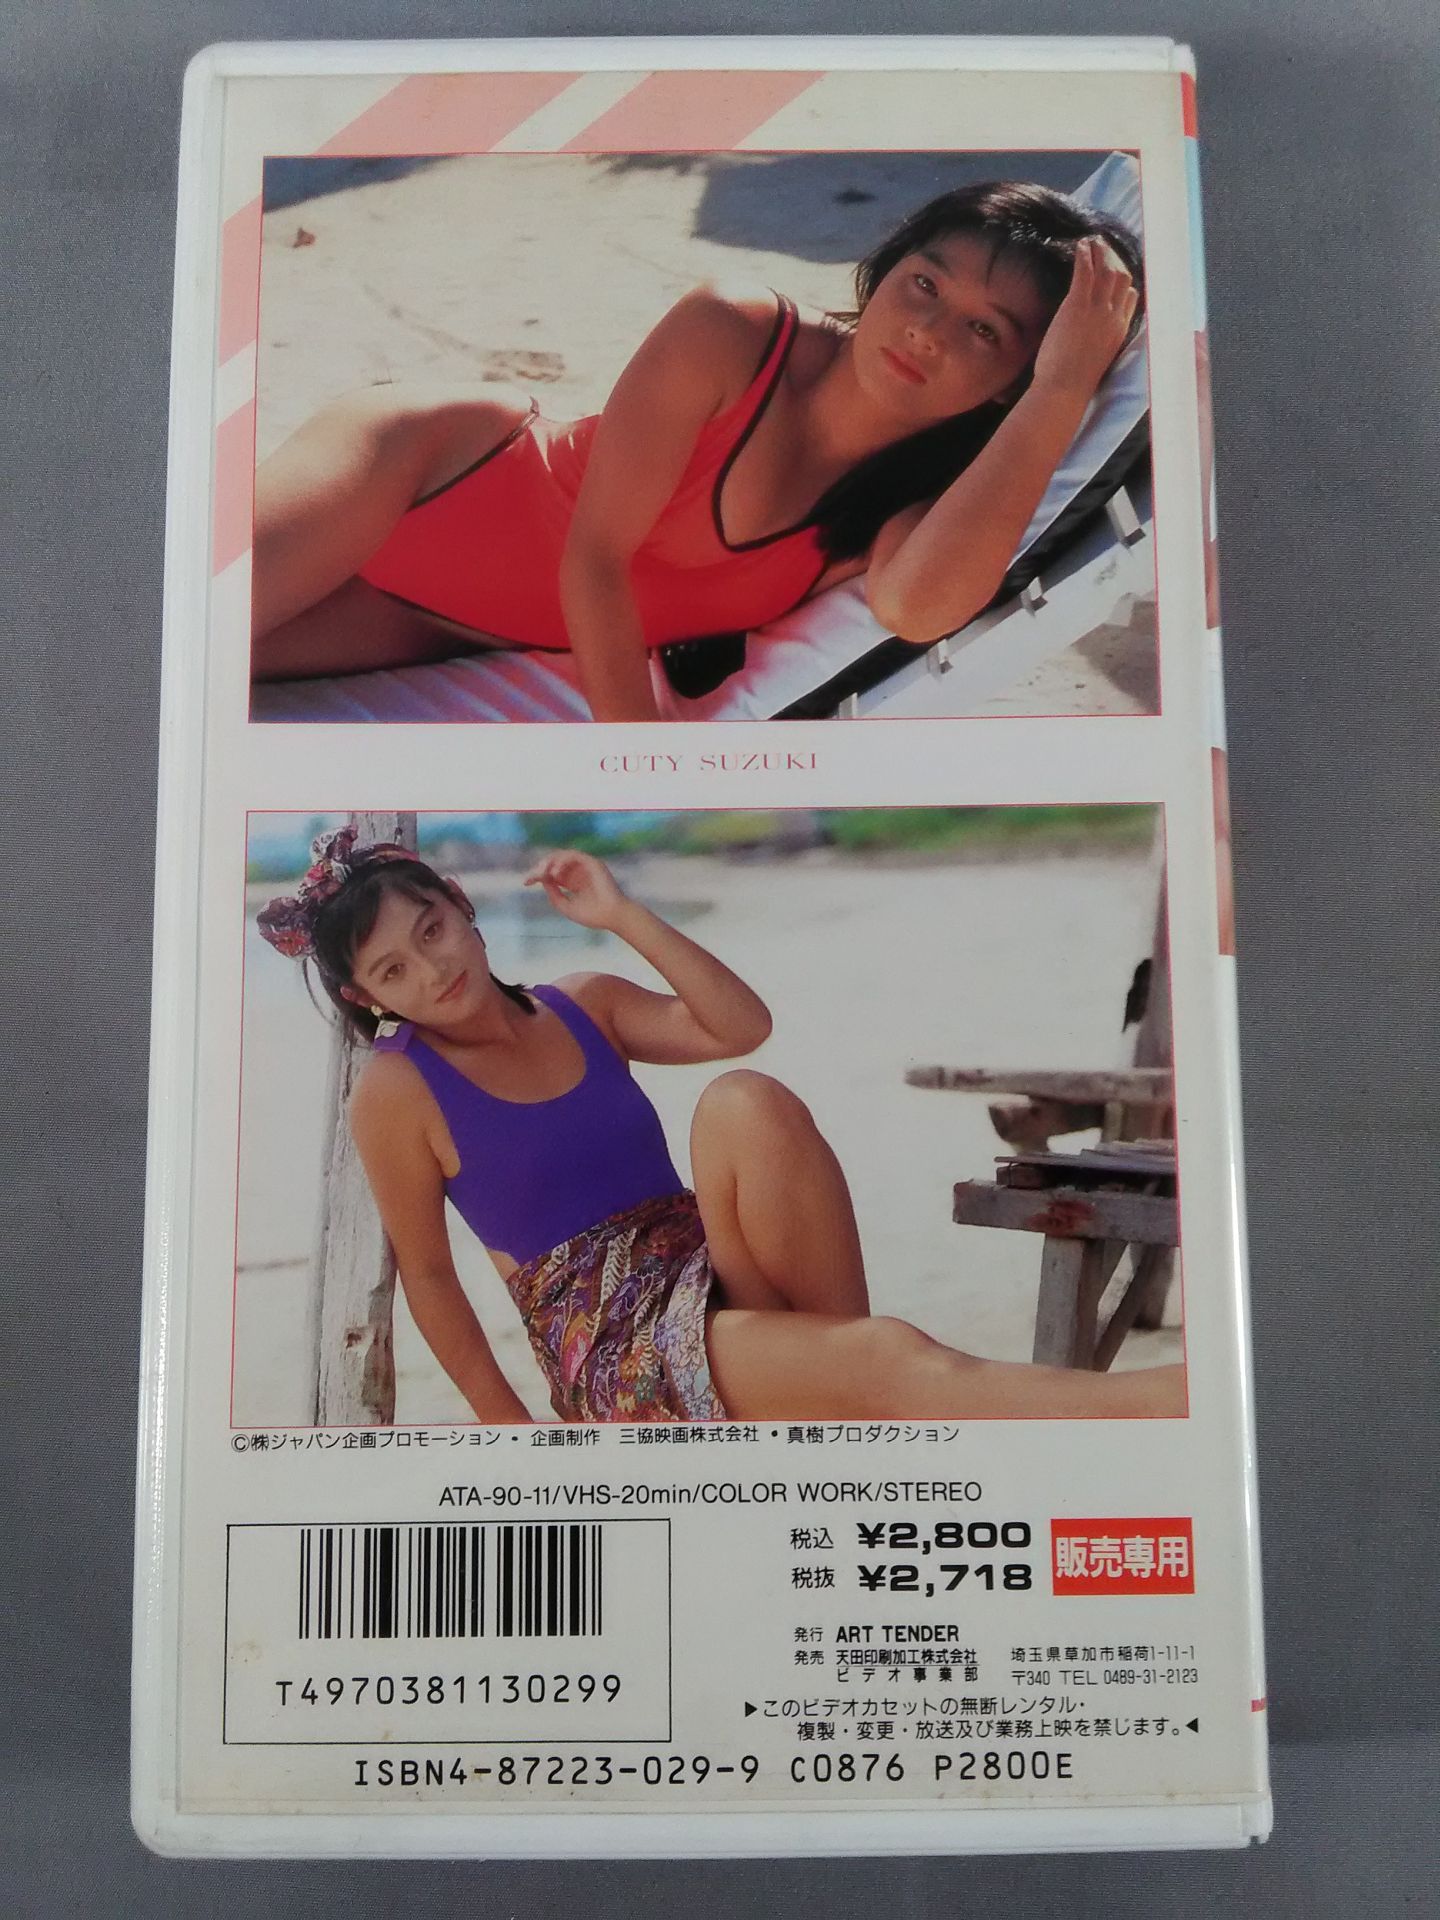 CUTY SUZUKI
©㈱ジャパン企画プロモーション・企画制作 三協映画株式会社・真樹プロダクション
ATA-90-11/VHS-20min/COLOR WORK/STEREO
税込 ¥2,800
税抜 ¥2,718
販売専用
発行 ART TENDER
発売 天田印刷加工株式会社 埼玉県草加市稲荷1-11-1
ビデオ事業部 〒340 TEL 0489-31-2123
▶このビデオカセットの無断レンタル・
複製・変更・放送及び業務上映を禁じます。◀
T4970381130299
ISBN4-87223-029-9 C0876 P2800E